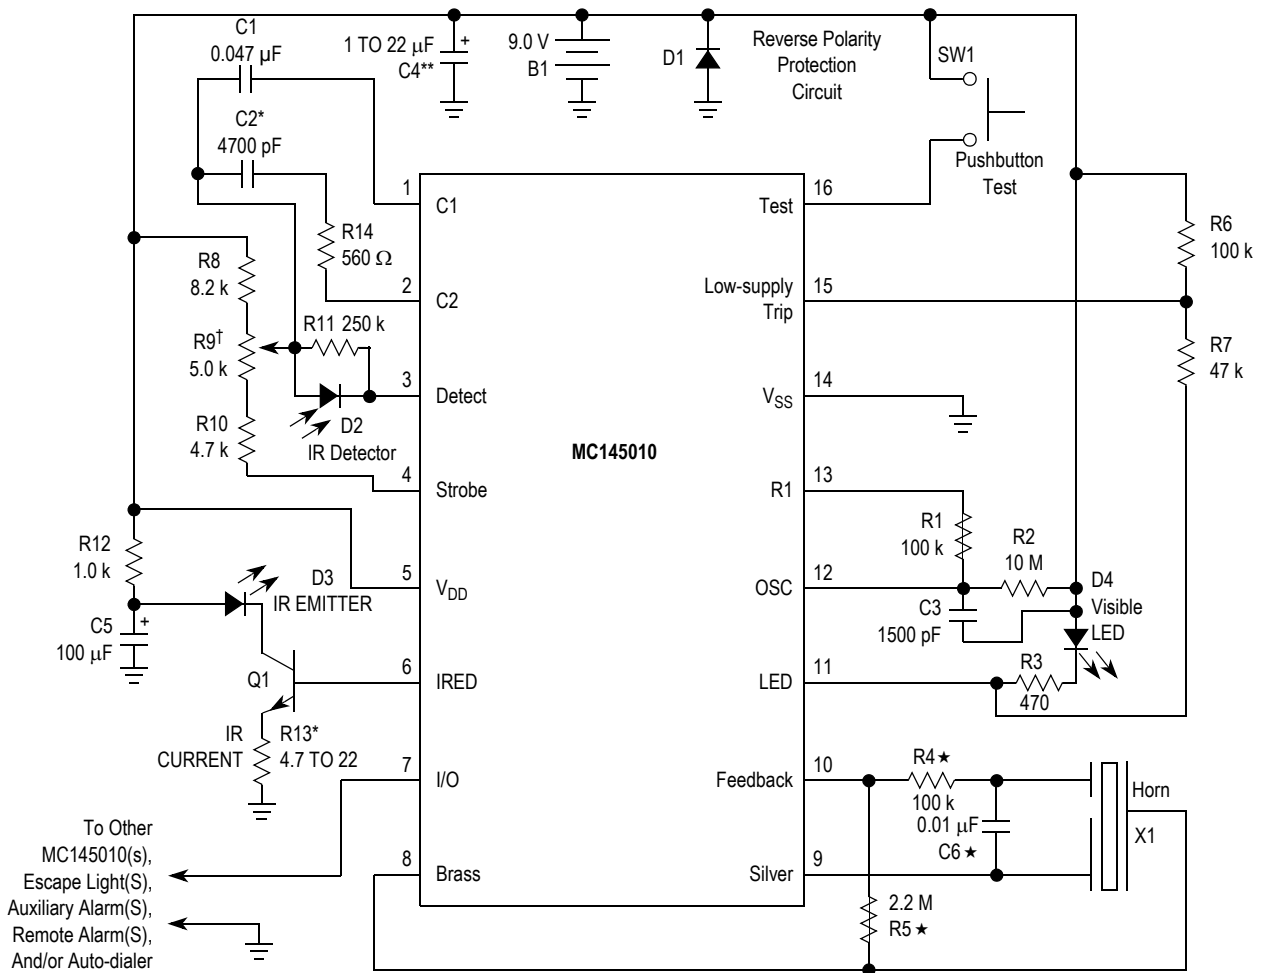 C1
0.047 µF
1 TO 22 µF
+
C4**
9.0 V
B1
D1
Reverse Polarity
Protection
Circuit
SW1
Pushbutton
Test
C2*
4700 pF
R14
560 Ω
R8
8.2 k
R9†
5.0 k
R10
4.7 k
R11 250 k
D2
IR Detector
R12
1.0 k
C5
+
100 µF
D3
IR EMITTER
Q1
IR
CURRENT
R13*
4.7 TO 22
To Other
MC145010(s),
Escape Light(S),
Auxiliary Alarm(S),
Remote Alarm(S),
And/or Auto-dialer
1
C1
2
C2
3
Detect
4
Strobe
5
VDD
6
IRED
7
I/O
8
Brass
MC145010
16
Test
15
Low-supply
Trip
14
VSS
13
R1
12
OSC
11
LED
10
Feedback
9
Silver
R6
100 k
R7
47 k
R1
100 k
R2
10 M
C3
1500 pF
D4
Visible
LED
R3
470
R4★
100 k
0.01 µF
C6★
2.2 M
R5★
Horn
X1